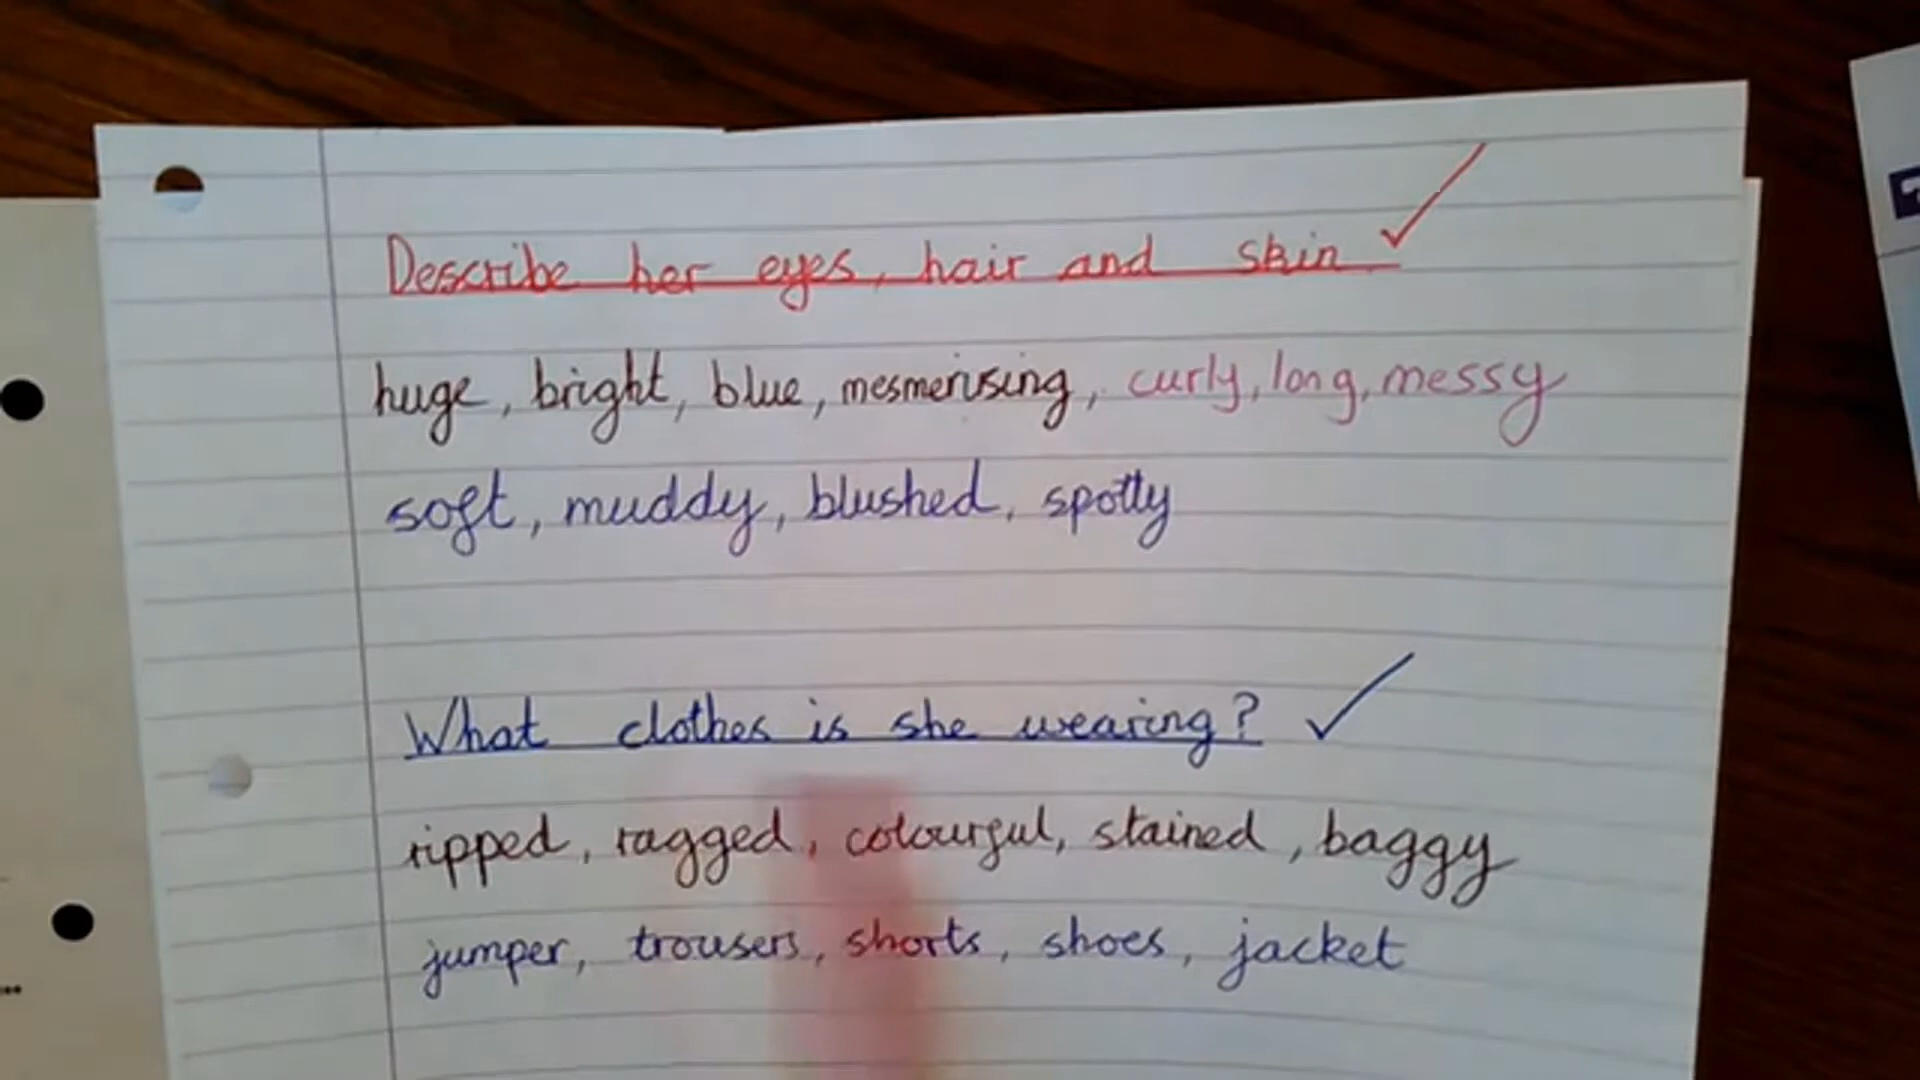 Describe her eyes, hair and skin
huge, bright, blue, mesmerising, curly, long, messy
soft, muddy, blushed, spotty
What clothes is she wearing?
ripped, ragged, colourful, stained, baggy
jumper, trousers, shorts, shoes, jacket